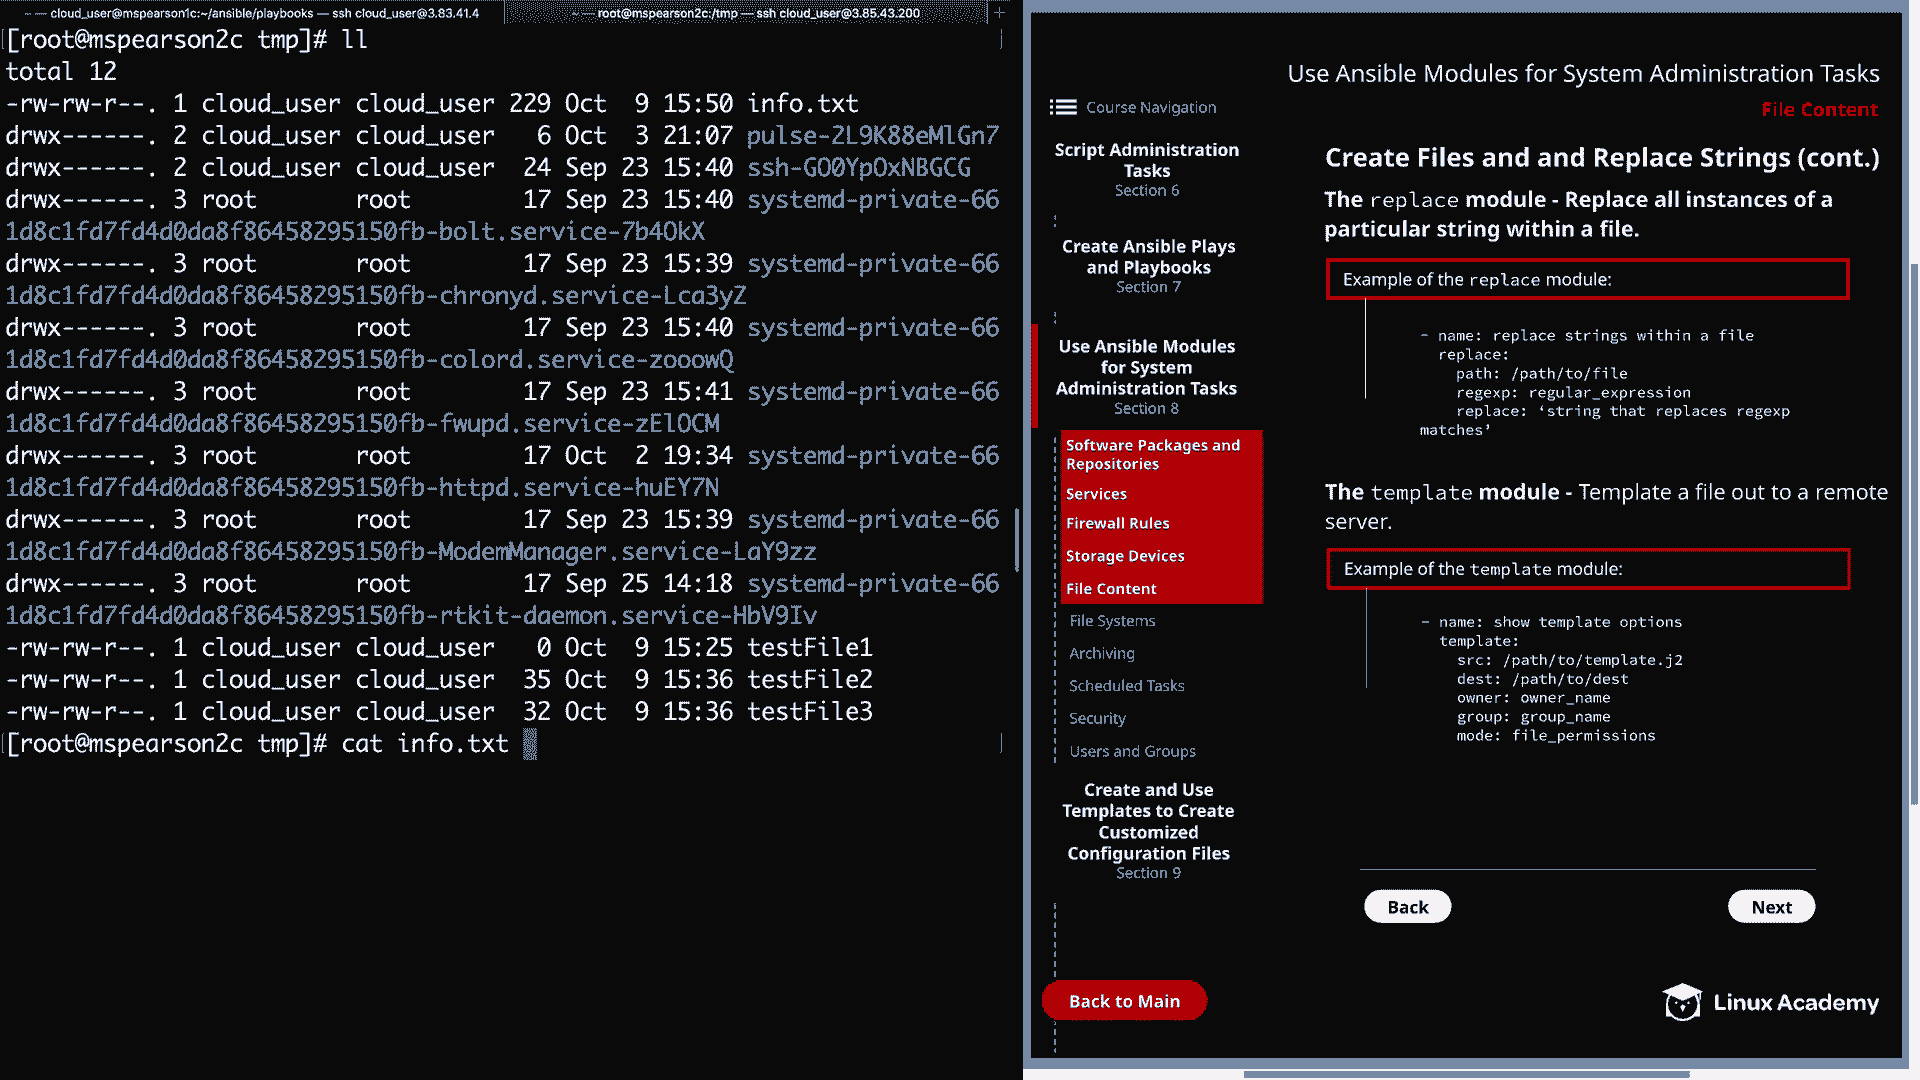 cloud_user@mspearson1c:~/ansible/playbooks — ssh cloud_user@3.83.41.4
root@mspearson2c:/tmp — ssh cloud_user@3.85.43.200
+
[root@mspearson2c tmp]# ll
total 12
-rw-rw-r--. 1 cloud_user cloud_user 229 Oct  9 15:50 info.txt
drwx------. 2 cloud_user cloud_user   6 Oct  3 21:07 pulse-2L9K88eMlGn7
drwx------. 2 cloud_user cloud_user  24 Sep 23 15:40 ssh-GO0YpOxNBGCG
drwx------. 3 root       root        17 Sep 23 15:40 systemd-private-66
1d8c1fd7fd4d0da8f86458295150fb-bolt.service-7b4OkX
drwx------. 3 root       root        17 Sep 23 15:39 systemd-private-66
1d8c1fd7fd4d0da8f86458295150fb-chronyd.service-Lca3yZ
drwx------. 3 root       root        17 Sep 23 15:40 systemd-private-66
1d8c1fd7fd4d0da8f86458295150fb-colord.service-zooowQ
drwx------. 3 root       root        17 Sep 23 15:41 systemd-private-66
1d8c1fd7fd4d0da8f86458295150fb-fwupd.service-zElOCM
drwx------. 3 root       root        17 Oct  2 19:34 systemd-private-66
1d8c1fd7fd4d0da8f86458295150fb-httpd.service-huEY7N
drwx------. 3 root       root        17 Sep 23 15:39 systemd-private-66
1d8c1fd7fd4d0da8f86458295150fb-ModemManager.service-LaY9zz
drwx------. 3 root       root        17 Sep 25 14:18 systemd-private-66
1d8c1fd7fd4d0da8f86458295150fb-rtkit-daemon.service-HbV9Iv
-rw-rw-r--. 1 cloud_user cloud_user   0 Oct  9 15:25 testFile1
-rw-rw-r--. 1 cloud_user cloud_user  35 Oct  9 15:36 testFile2
-rw-rw-r--. 1 cloud_user cloud_user  32 Oct  9 15:36 testFile3
[root@mspearson2c tmp]# cat info.txt
Use Ansible Modules for System Administration Tasks
File Content
Course Navigation
Script Administration
Tasks
Section 6
Create Ansible Plays
and Playbooks
Section 7
Use Ansible Modules
for System
Administration Tasks
Section 8
Software Packages and
Repositories
Services
Firewall Rules
Storage Devices
File Content
File Systems
Archiving
Scheduled Tasks
Security
Users and Groups
Create and Use
Templates to Create
Customized
Configuration Files
Section 9
Back to Main
Create Files and and Replace Strings (cont.)
The replace module - Replace all instances of a
particular string within a file.
Example of the replace module:
- name: replace strings within a file
  replace:
    path: /path/to/file
    regexp: regular_expression
    replace: ‘string that replaces regexp
matches’
The template module - Template a file out to a remote
server.
Example of the template module:
- name: show template options
  template:
    src: /path/to/template.j2
    dest: /path/to/dest
    owner: owner_name
    group: group_name
    mode: file_permissions
Back
Next
Linux Academy